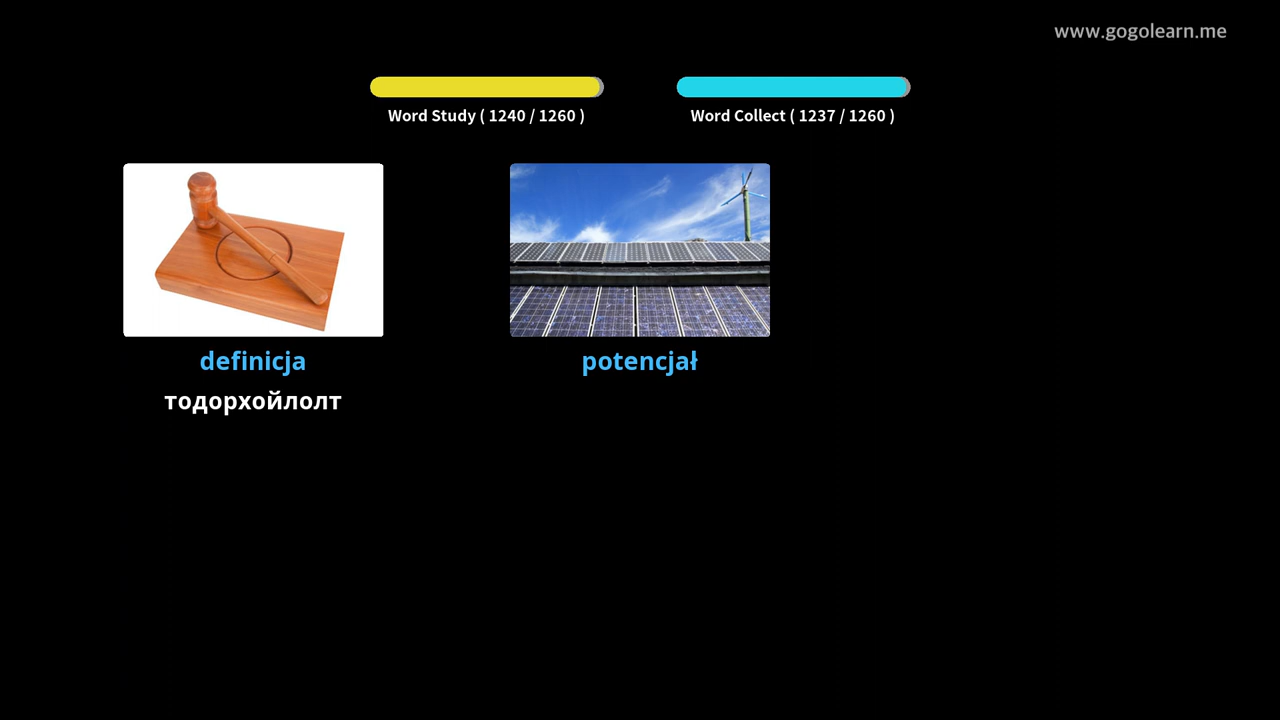 www.gogolearn.me
Word Study ( 1240 / 1260 )
Word Collect ( 1237 / 1260 )
definicja
potencjał
тодорхойлолт